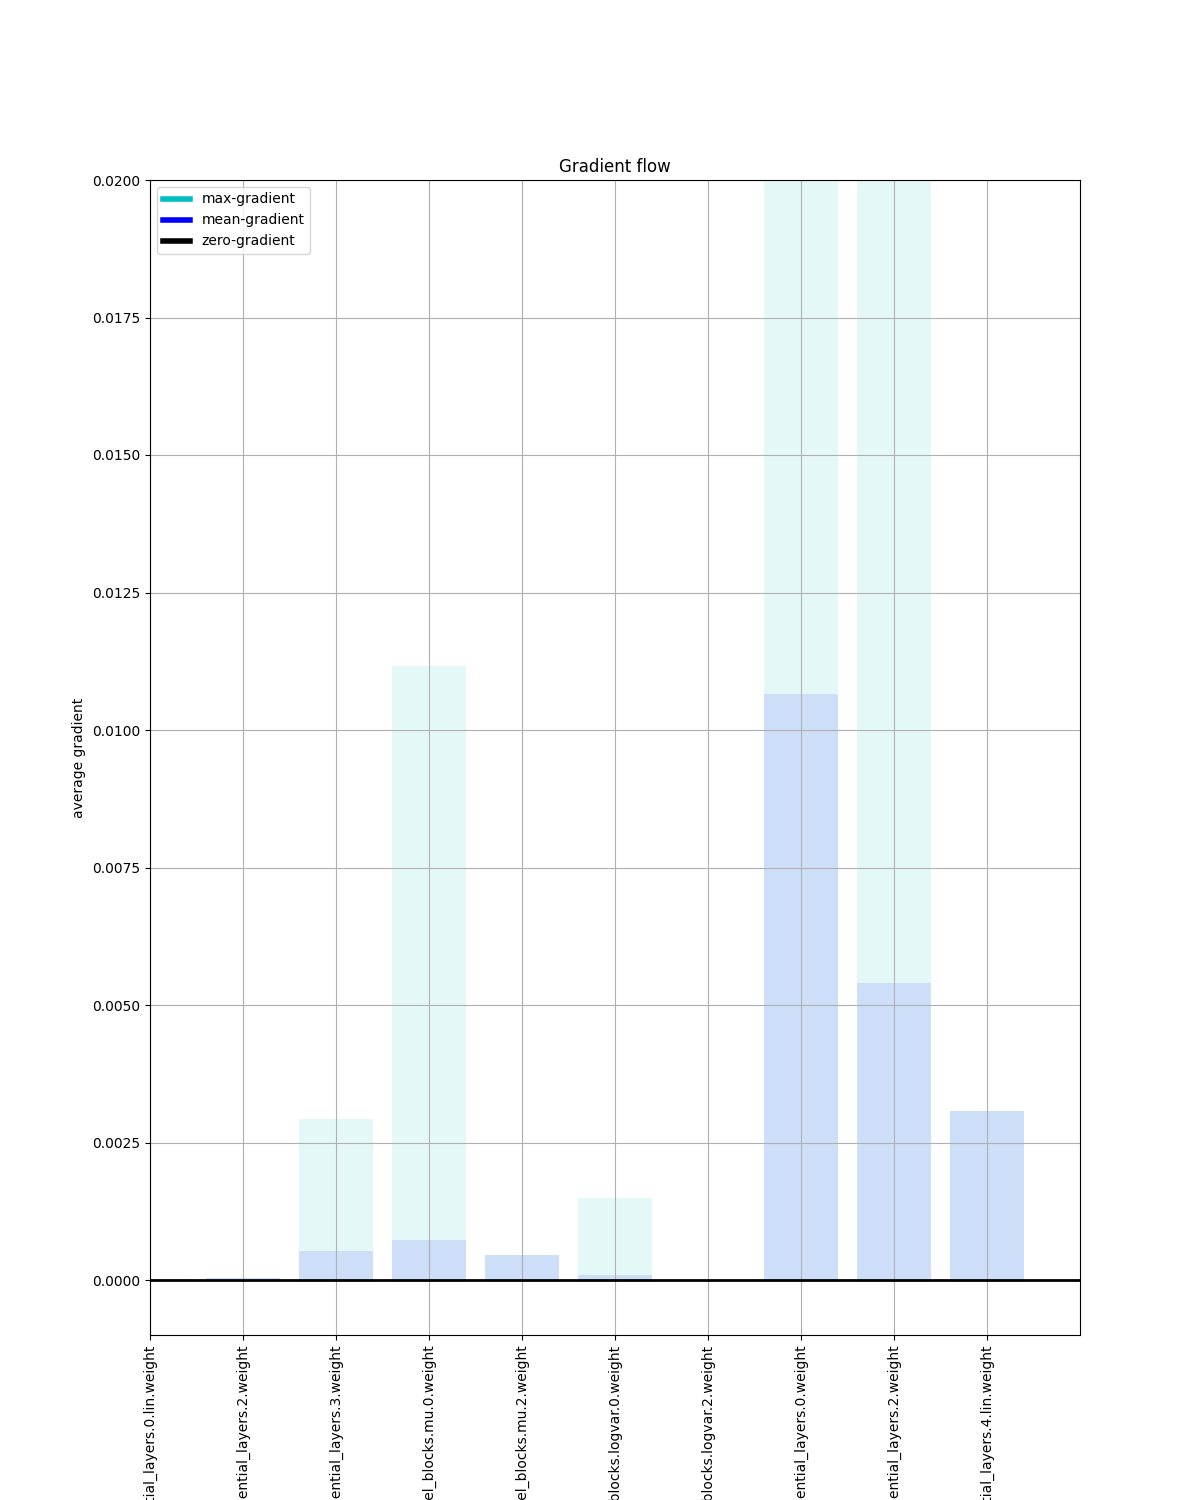 Gradient flow
max-gradient
mean-gradient
zero-gradient
0.0200
0.0175
0.0150
0.0125
0.0100
0.0075
0.0050
0.0025
0.0000
average gradient
tial_layers.0.lin.weight
ential_layers.2.weight
ential_layers.3.weight
el_blocks.mu.0.weight
el_blocks.mu.2.weight
blocks.logvar.0.weight
blocks.logvar.2.weight
ential_layers.0.weight
ential_layers.2.weight
tial_layers.4.lin.weight